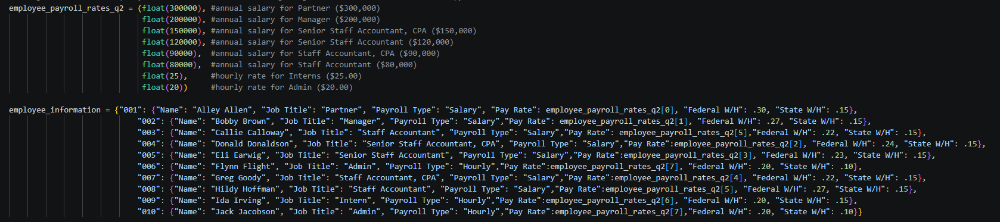 employee_payroll_rates_q2 = (float(300000), #annual salary for Partner ($300,000)
float(200000), #annual salary for Manager ($200,000)
float(150000), #annual salary for Senior Staff Accountant, CPA ($150,000)
float(120000), #annual salary for Senior Staff Accountant ($120,000)
float(90000),  #annual salary for Staff Accountant, CPA ($90,000)
float(80000),  #annual salary for Staff Accountant ($80,000)
float(25),     #hourly rate for Interns ($25.00)
float(20))     #hourly rate for Admin ($20.00)
employee_information = {"001": {"Name": "Alley Allen", "Job Title": "Partner", "Payroll Type": "Salary", "Pay Rate": employee_payroll_rates_q2[0], "Federal W/H": .30, "State W/H": .15},
"002": {"Name": "Bobby Brown", "Job Title": "Manager", "Payroll Type": "Salary","Pay Rate": employee_payroll_rates_q2[1], "Federal W/H": .27, "State W/H": .15},
"003": {"Name": "Callie Calloway", "Job Title": "Staff Accountant", "Payroll Type": "Salary","Pay Rate": employee_payroll_rates_q2[5],"Federal W/H": .22, "State W/H": .15},
"004": {"Name": "Donald Donaldson", "Job Title": "Senior Staff Accountant, CPA", "Payroll Type": "Salary","Pay Rate":employee_payroll_rates_q2[2], "Federal W/H": .24, "State W/H": .15},
"005": {"Name": "Eli Earwig", "Job Title": "Senior Staff Accountant", "Payroll Type": "Salary","Pay Rate":employee_payroll_rates_q2[3], "Federal W/H": .23, "State W/H": .15},
"006": {"Name": "Flynn Flight", "Job Title": "Admin", "Payroll Type": "Hourly","Pay Rate":employee_payroll_rates_q2[7], "Federal W/H": .20, "State W/H": .10},
"007": {"Name": "Greg Goody", "Job Title": "Staff Accountant, CPA", "Payroll Type": "Salary","Pay Rate":employee_payroll_rates_q2[4], "Federal W/H": .22, "State W/H": .15},
"008": {"Name": "Hildy Hoffman", "Job Title": "Staff Accountant", "Payroll Type": "Salary","Pay Rate":employee_payroll_rates_q2[5], "Federal W/H": .27, "State W/H": .15},
"009": {"Name": "Ida Irving", "Job Title": "Intern", "Payroll Type": "Hourly","Pay Rate":employee_payroll_rates_q2[6], "Federal W/H": .20, "State W/H": .15},
"010": {"Name": "Jack Jacobson", "Job Title": "Admin", "Payroll Type": "Hourly","Pay Rate":employee_payroll_rates_q2[7],"Federal W/H": .20, "State W/H": .10}}